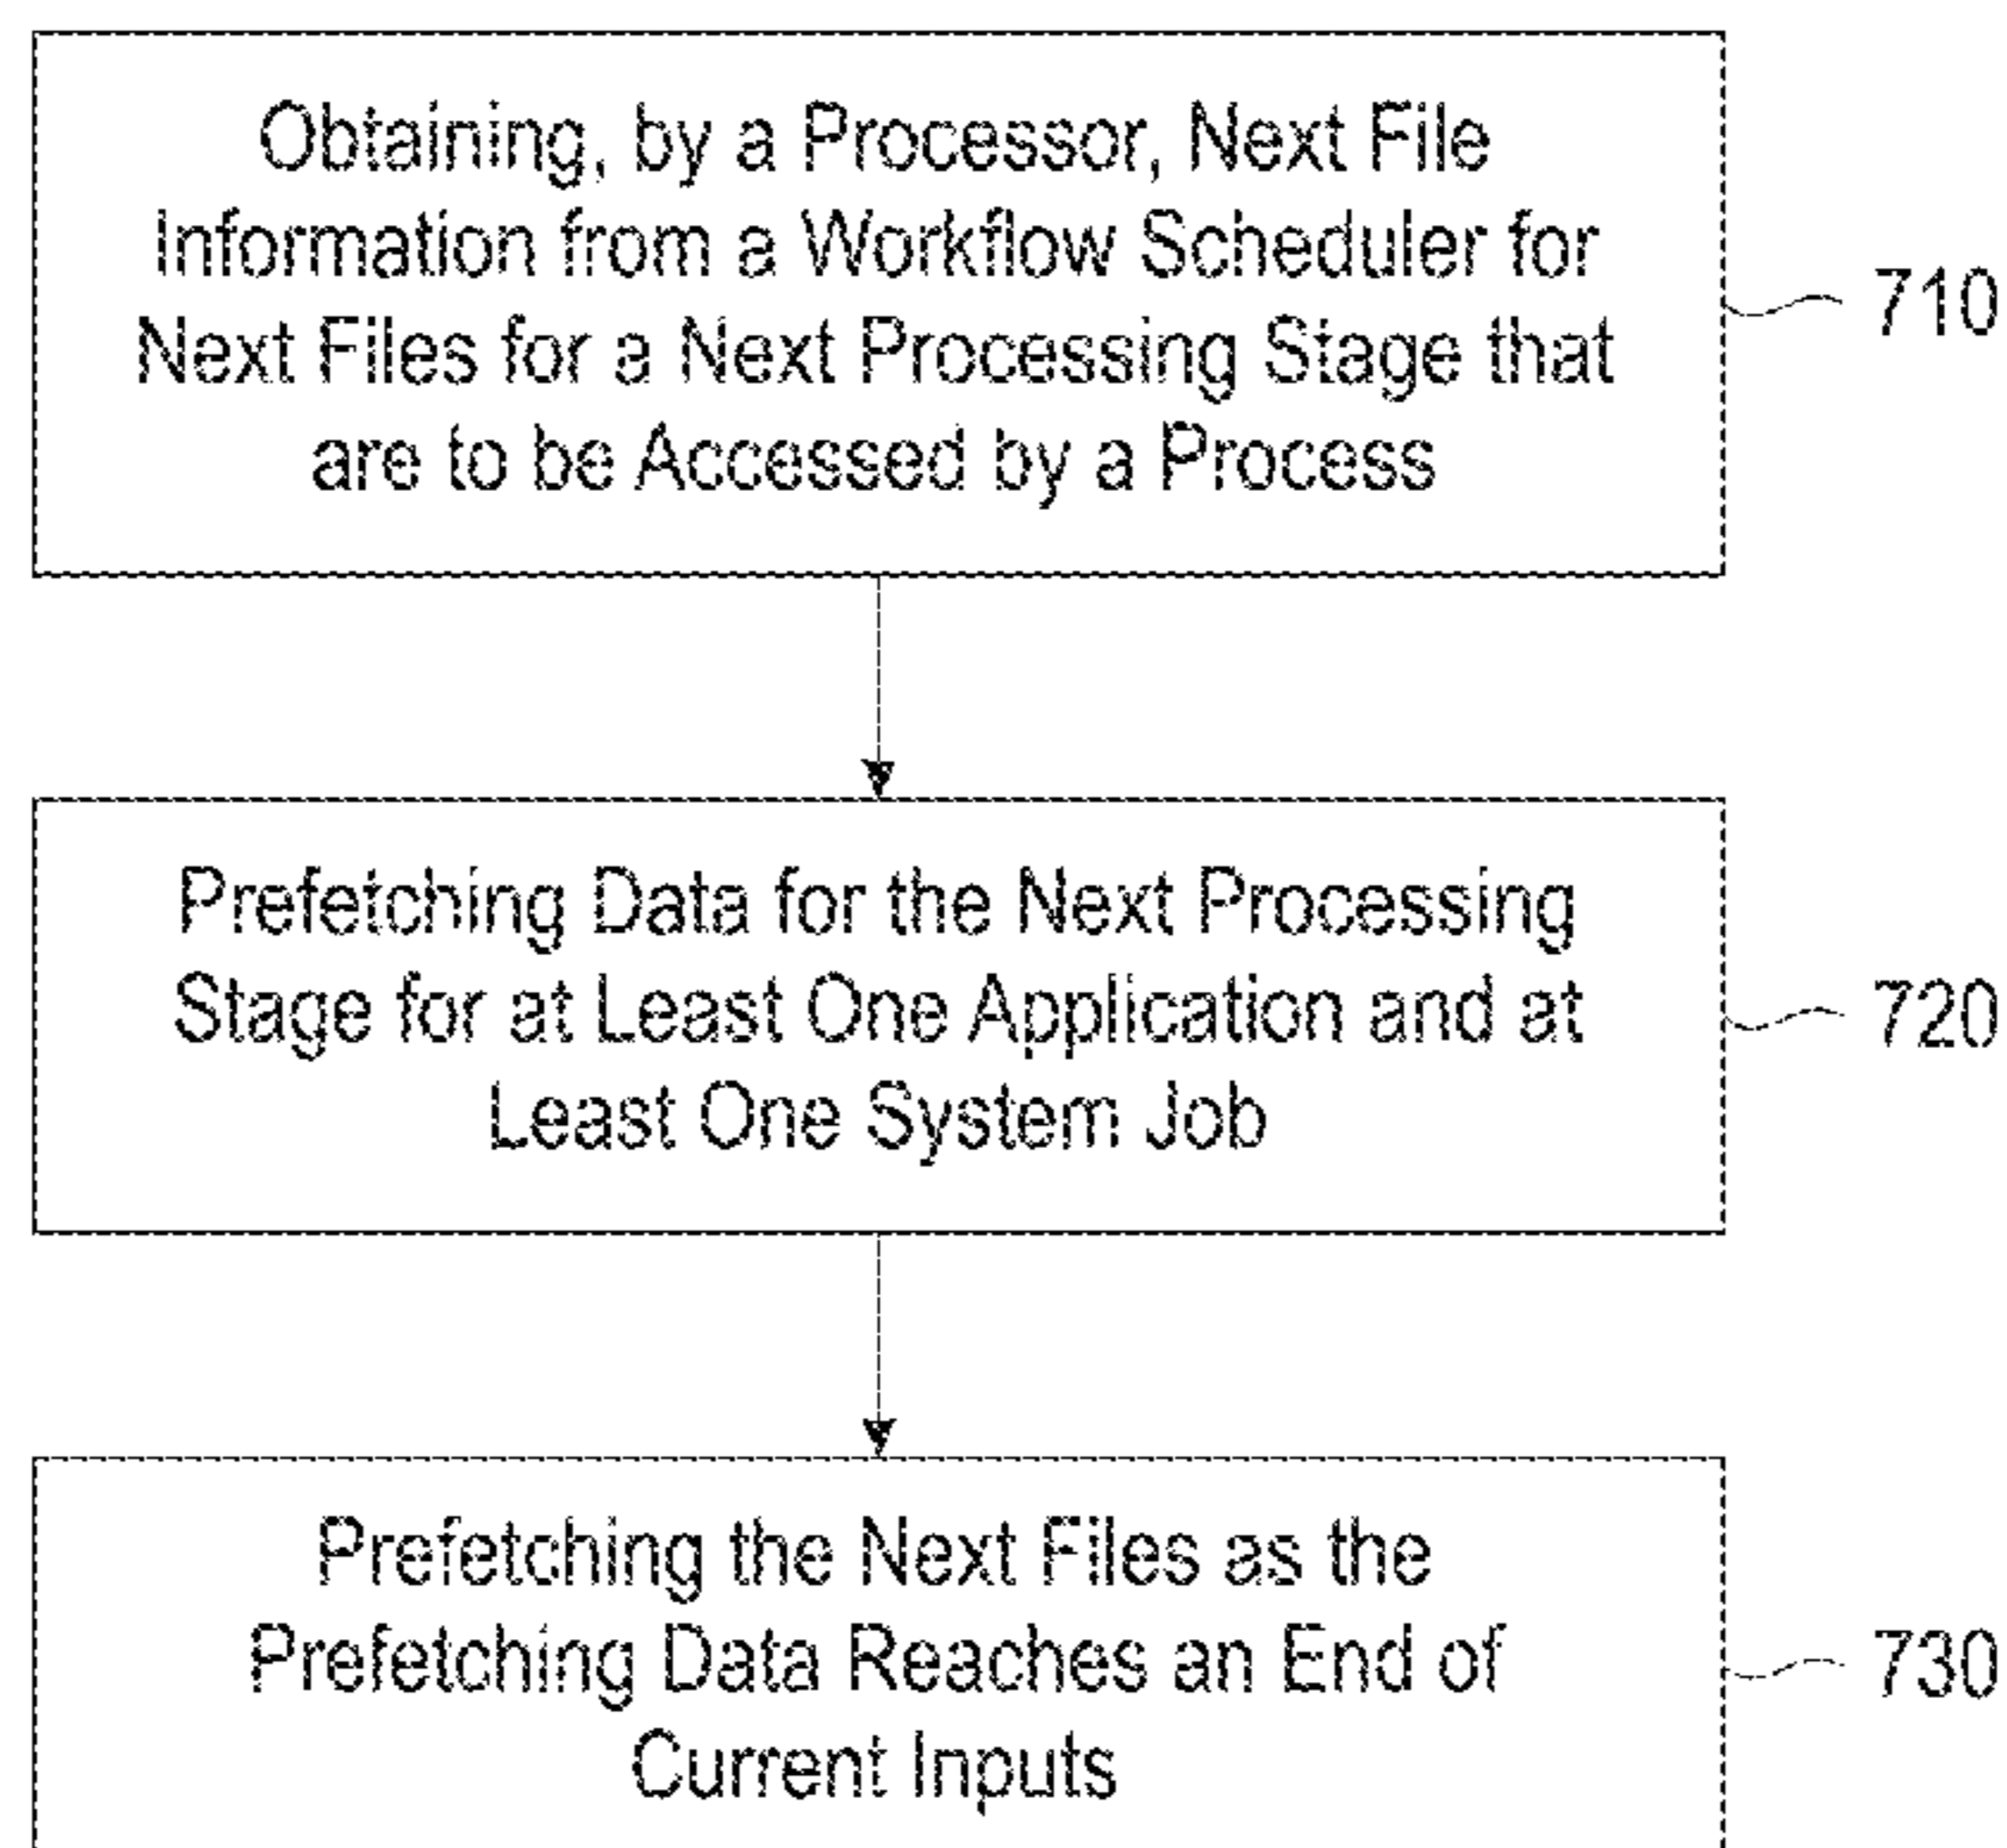 Obtaining, by a Processor, Next File
Information from a Workflow Scheduler for
Next Files for a Next Processing Stage that
are to be Accessed by a Process
710
Prefetching Data for the Next Processing
Stage for at Least One Application and at
Least One System Job
720
Prefetching the Next Files as the
Prefetching Data Reaches an End of
Current Inputs
730